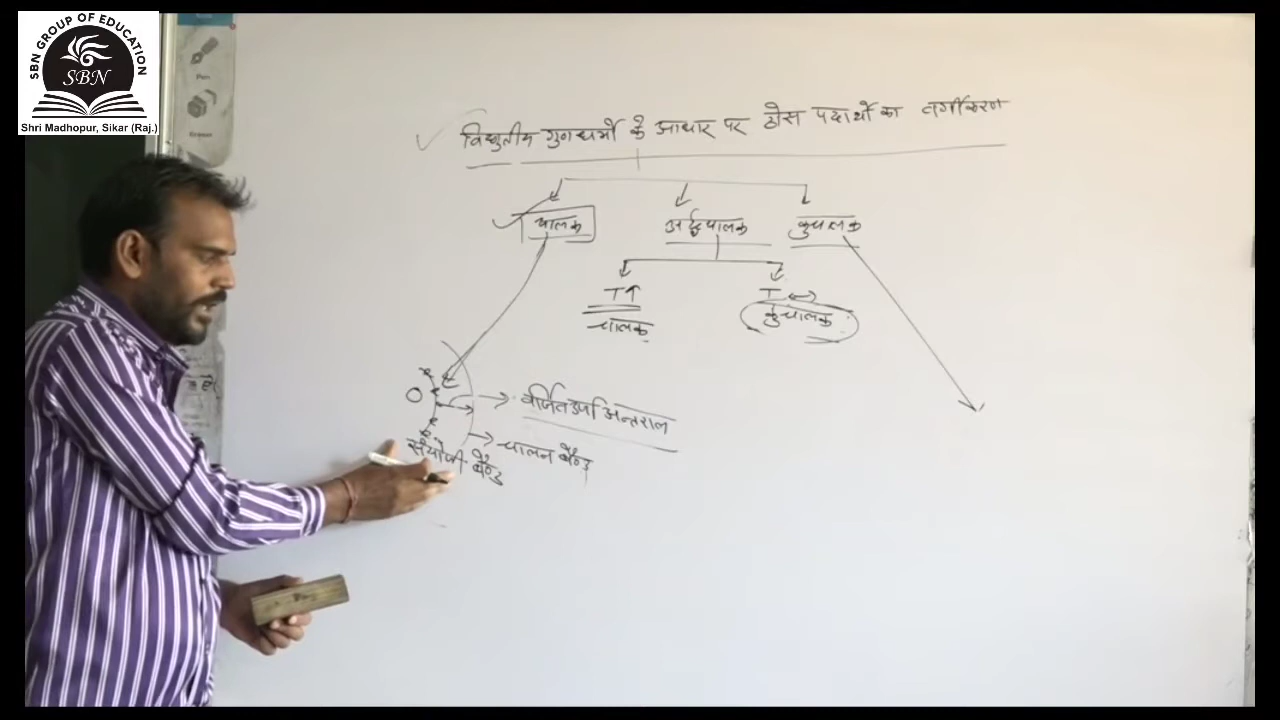 SBN GROUP OF EDUCATION
SBN
Shri Madhopur, Sikar (Raj.)
Pen
विद्युतीय गुणधर्मो के आधार पर ठोस पदार्थो का वर्गीकरण
चालक अर्द्धचालक कुचालक
T↑ T
चालक कुचालक
वर्जित ऊर्जा अन्तराल
चालन बैण्ड
संयोजी बैण्ड